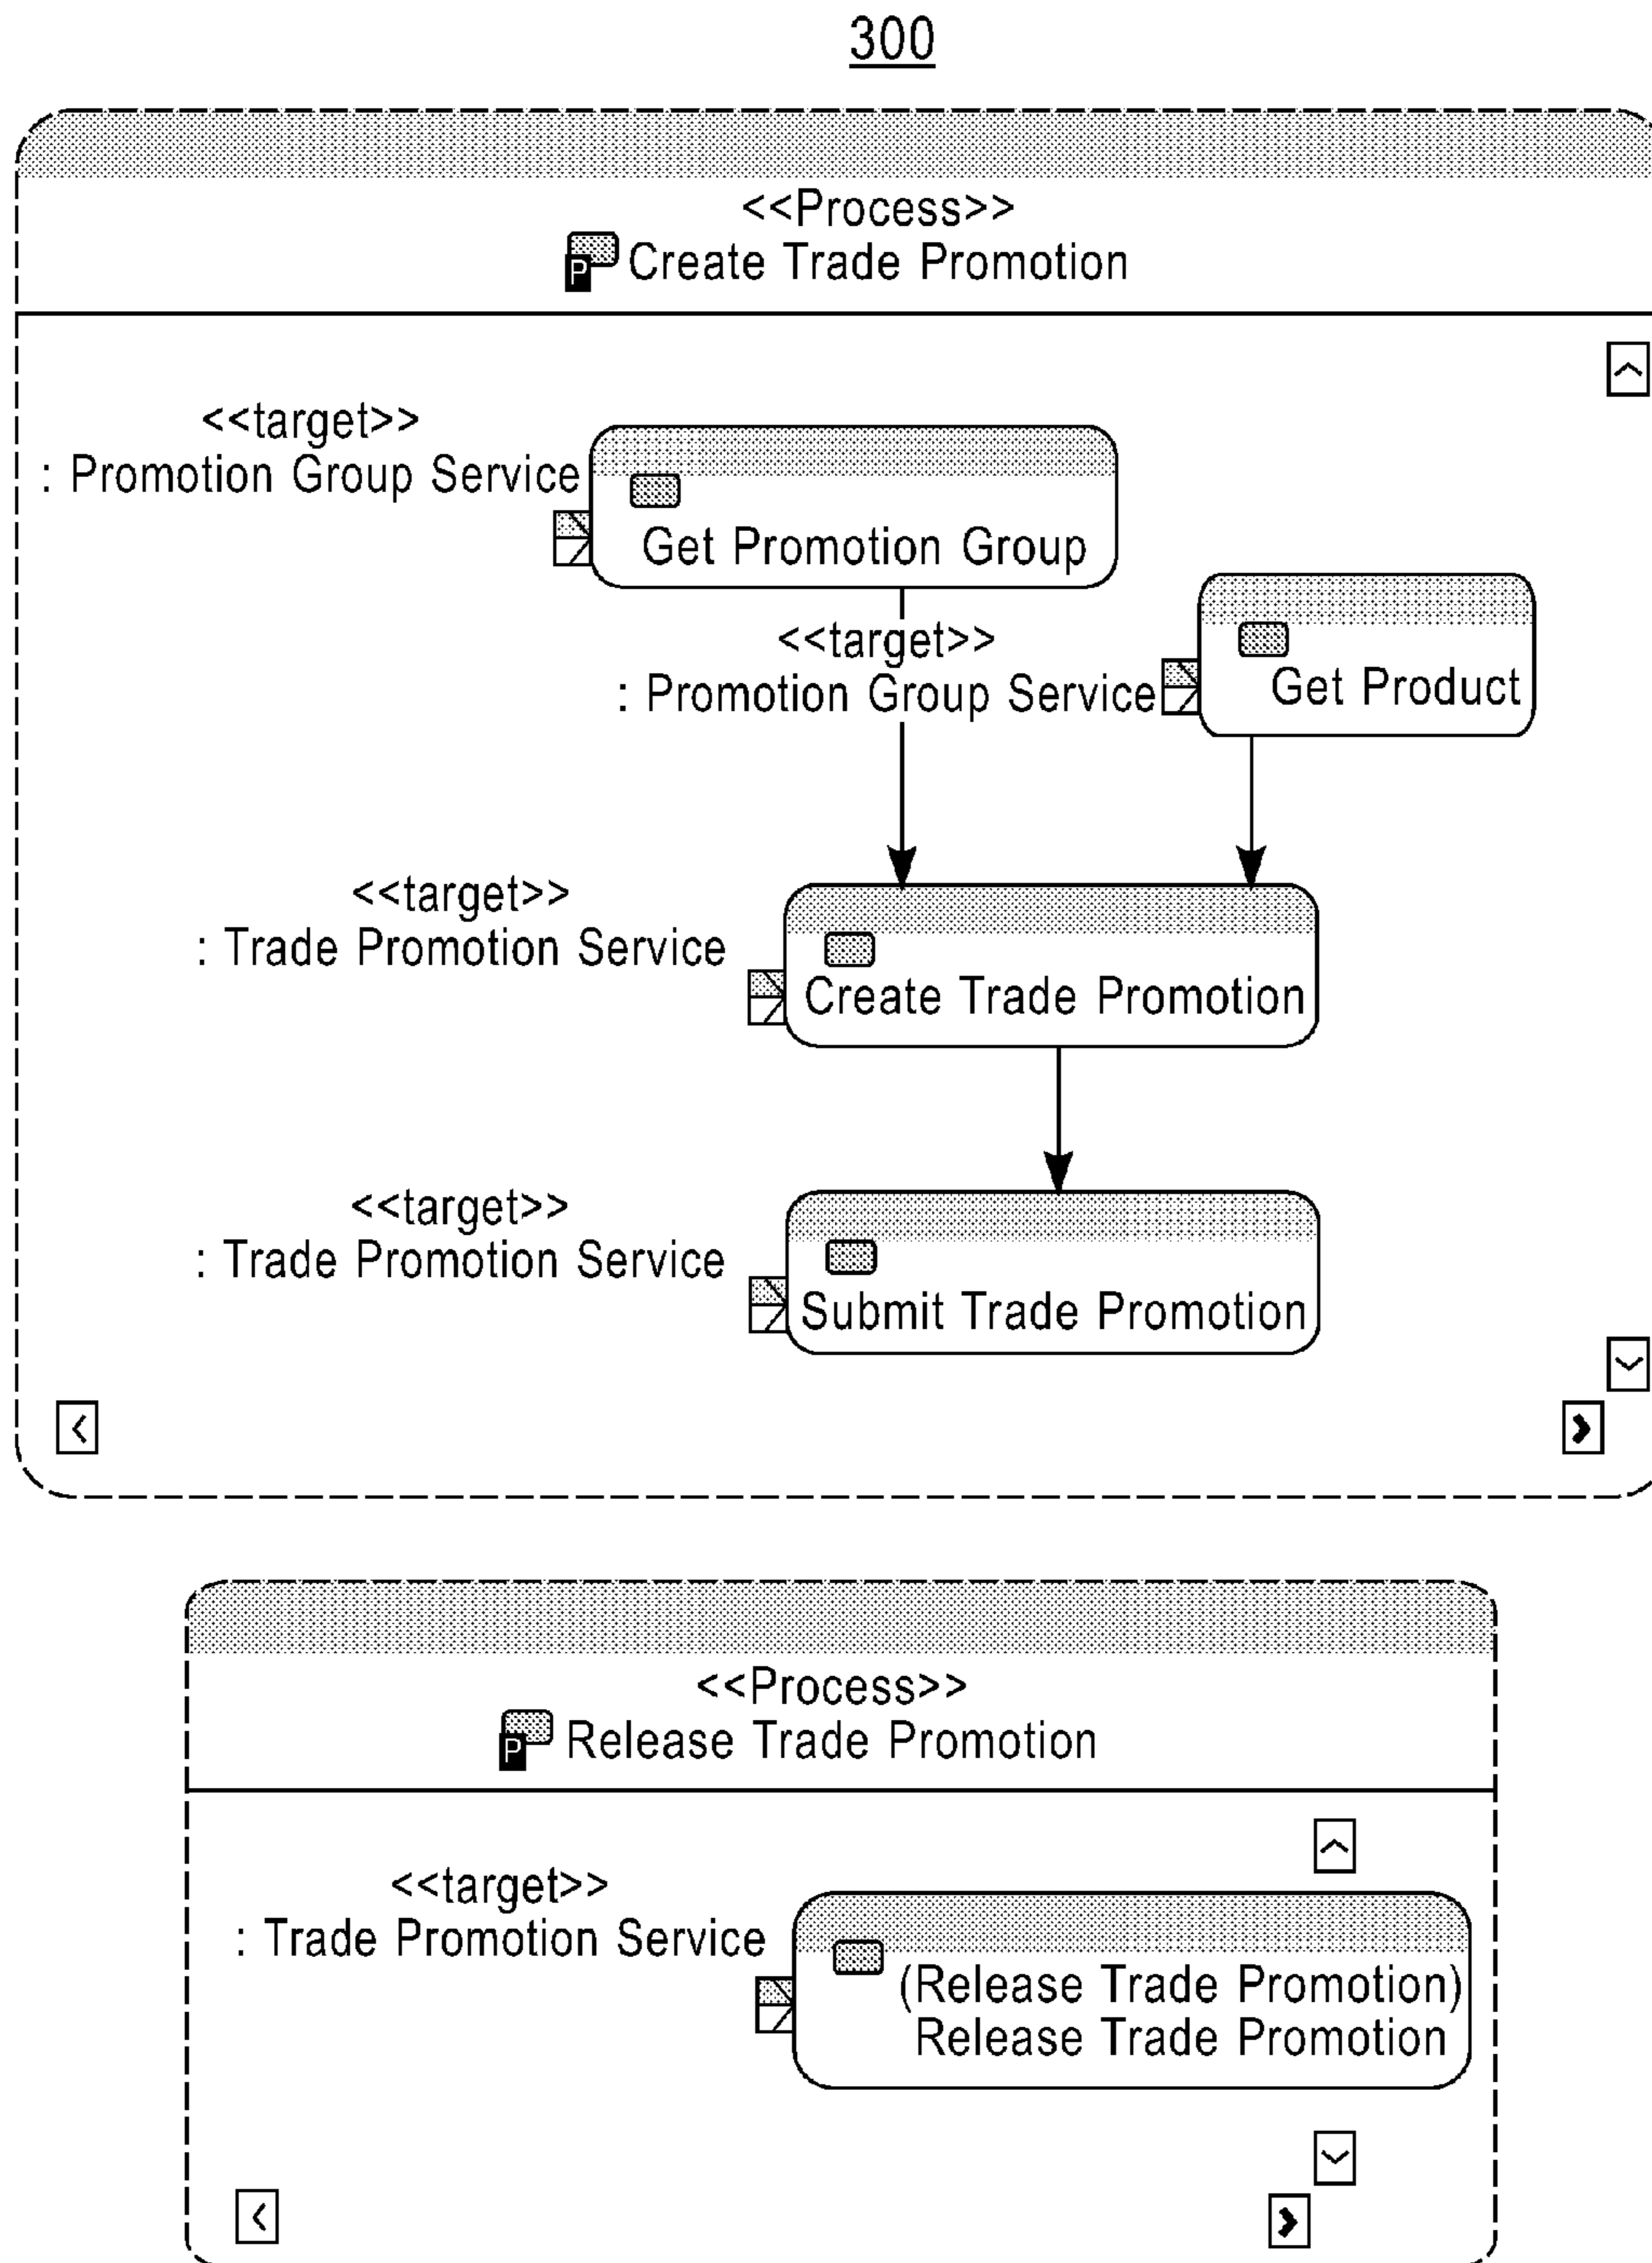 300
<<Process>>
P Create Trade Promotion
<<target>>
: Promotion Group Service
Get Promotion Group
<<target>>
: Promotion Group Service
Get Product
<<target>>
: Trade Promotion Service
Create Trade Promotion
<<target>>
: Trade Promotion Service
Submit Trade Promotion
<<Process>>
P Release Trade Promotion
<<target>>
: Trade Promotion Service
(Release Trade Promotion)
Release Trade Promotion